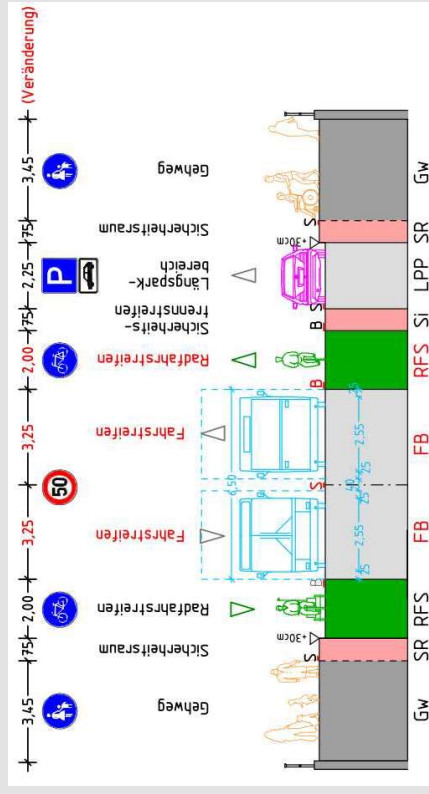 3,45 75 2,00 3,25 3,25 2,00 75 2,25 75 3,45 (Veränderung)
50
P
Gehweg
Sicherheitsraum
Radfahrstreifen
Fahrstreifen
Fahrstreifen
Radfahrstreifen
Sicherheits-
trennstreifen
Längspark-
bereich
Sicherheitsraum
Gehweg
6,50
S +30cm B S B B S +30cm S
25 2,55 25 40 25 2,55 25
Gw SR RFS FB FB RFS Si LPP SR Gw